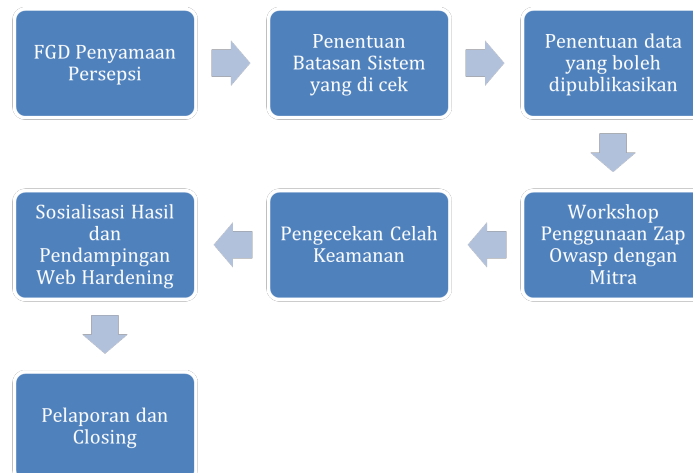 FGD Penyamaan
Persepsi
Penentuan
Batasan Sistem
yang di cek
Penentuan data
yang boleh
dipublikasikan
Workshop
Penggunaan Zap
Owasp dengan
Mitra
Pengecekan Celah
Keamanan
Sosialisasi Hasil
dan
Pendampingan
Web Hardening
Pelaporan dan
Closing